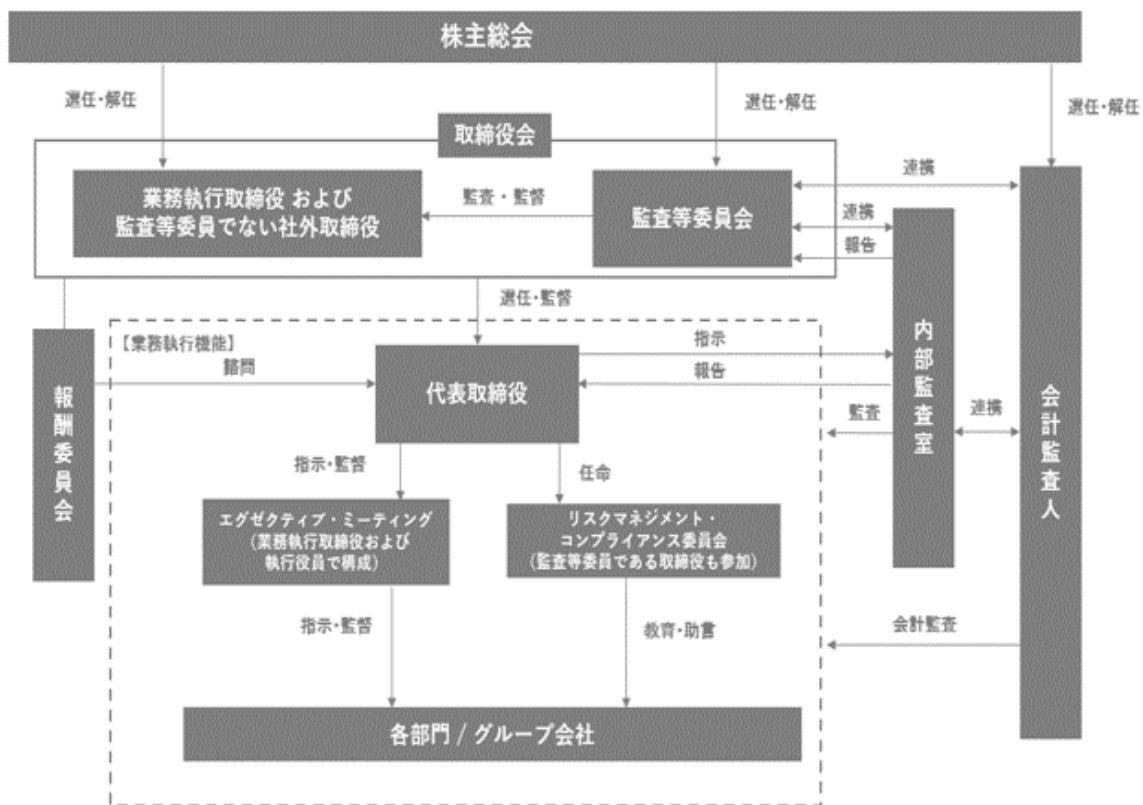 株主総会
選任・解任
選任・解任
選任・解任
取締役会
業務執行取締役 および
監査等委員でない社外取締役
監査・監督
監査等委員会
連携
連携
報告
選任・監督
【業務執行機能】
諮問
報酬委員会
代表取締役
指示
報告
監査
内部監査室
連携
会計監査人
指示・監督
任命
エグゼクティブ・ミーティング
(業務執行取締役および
執行役員で構成)
リスクマネジメント・
コンプライアンス委員会
(監査等委員である取締役も参加)
指示・監督
教育・助言
会計監査
各部門 / グループ会社